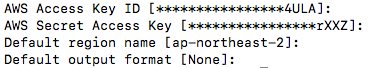 AWS Access Key ID [****************4ULA]:
AWS Secret Access Key [****************rXZZ]:
Default region name [ap-northeast-2]:
Default output format [None]: